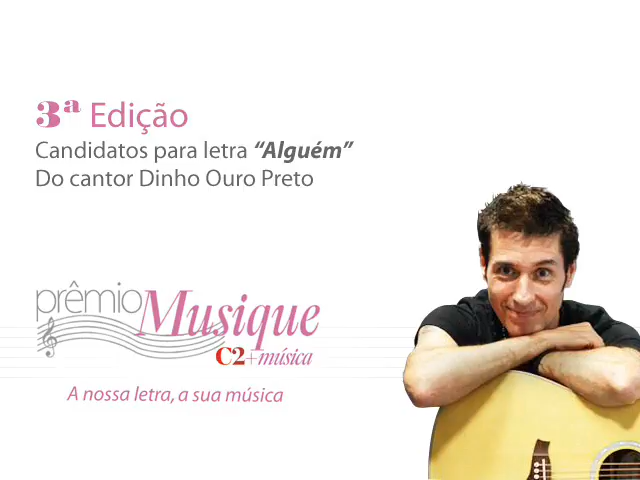 3ª Edição
Candidatos para letra “Alguém”
Do cantor Dinho Ouro Preto
prêmio Musique
C2+música
A nossa letra, a sua música